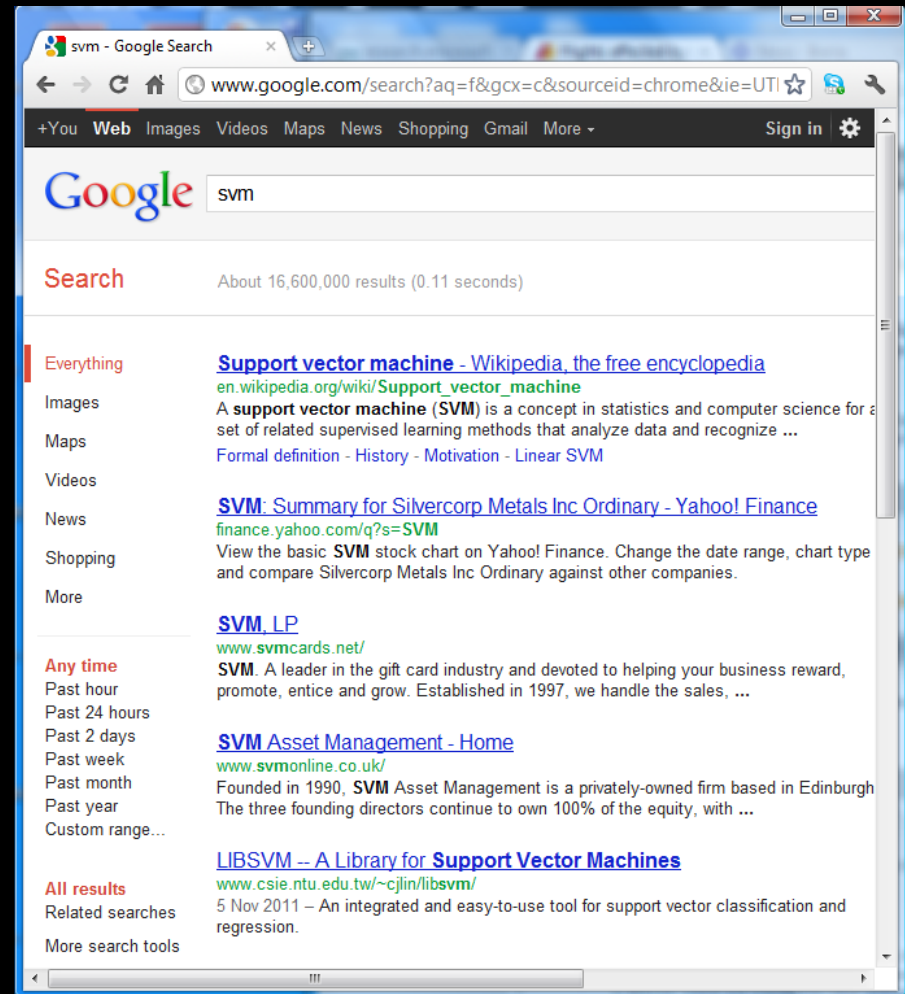 svm - Google Search
www.google.com/search?aq=f&gcx=c&sourceid=chrome&ie=UTI
+You Web Images Videos Maps News Shopping Gmail More Sign in
Google svm
Search About 16,600,000 results (0.11 seconds)
Everything
Images
Maps
Videos
News
Shopping
More
Any time
Past hour
Past 24 hours
Past 2 days
Past week
Past month
Past year
Custom range...
All results
Related searches
More search tools
Support vector machine - Wikipedia, the free encyclopedia
en.wikipedia.org/wiki/Support_vector_machine
A support vector machine (SVM) is a concept in statistics and computer science for a
set of related supervised learning methods that analyze data and recognize ...
Formal definition - History - Motivation - Linear SVM
SVM: Summary for Silvercorp Metals Inc Ordinary - Yahoo! Finance
finance.yahoo.com/q?s=SVM
View the basic SVM stock chart on Yahoo! Finance. Change the date range, chart type
and compare Silvercorp Metals Inc Ordinary against other companies.
SVM, LP
www.svmcards.net/
SVM. A leader in the gift card industry and devoted to helping your business reward,
promote, entice and grow. Established in 1997, we handle the sales, ...
SVM Asset Management - Home
www.svmonline.co.uk/
Founded in 1990, SVM Asset Management is a privately-owned firm based in Edinburgh
The three founding directors continue to own 100% of the equity, with ...
LIBSVM -- A Library for Support Vector Machines
www.csie.ntu.edu.tw/~cjlin/libsvm/
5 Nov 2011 – An integrated and easy-to-use tool for support vector classification and
regression.